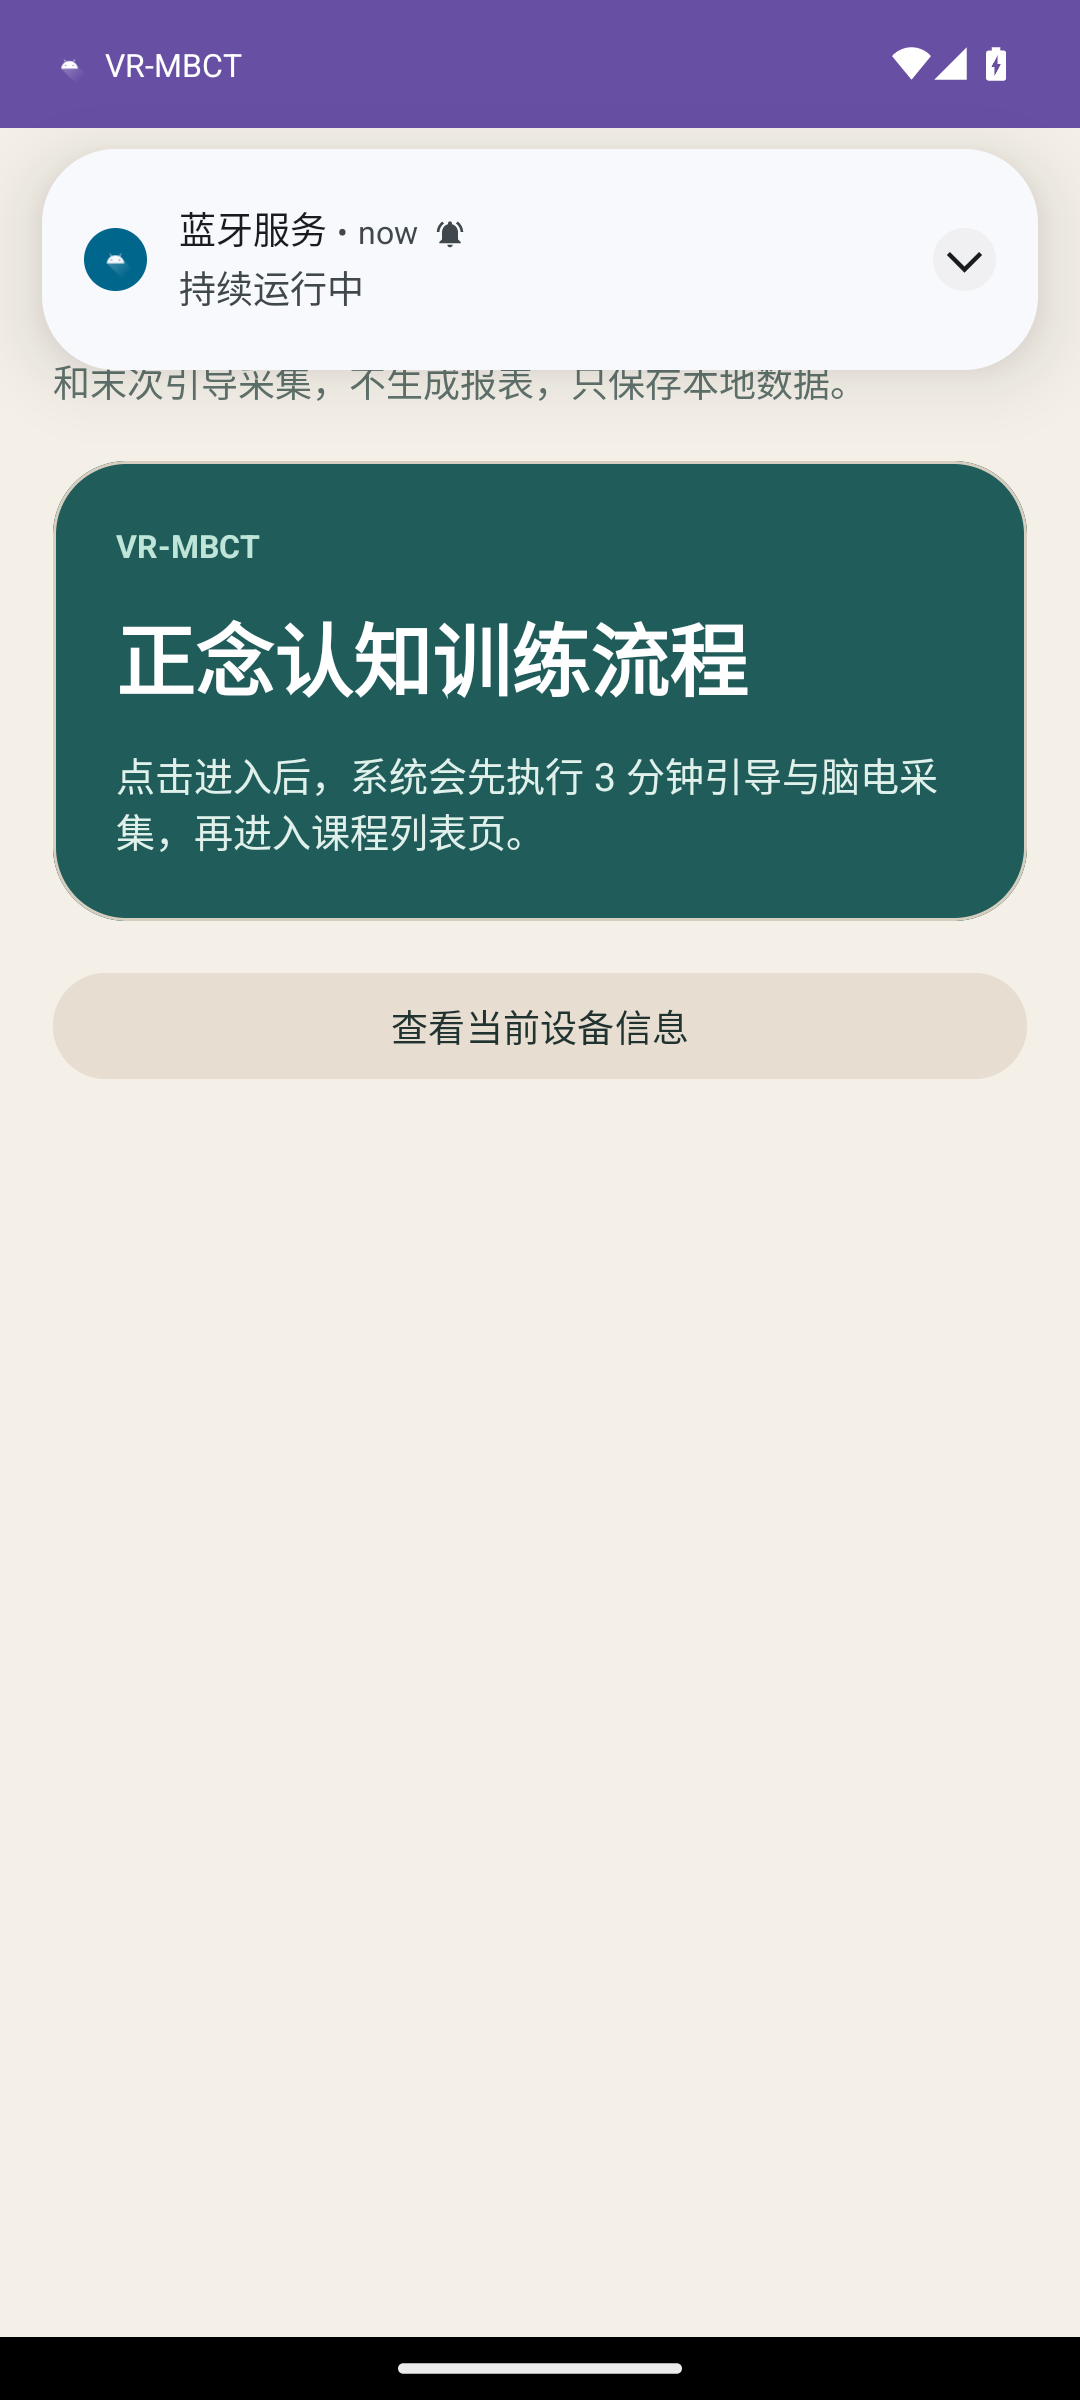 VR-MBCT
蓝牙服务 · now
持续运行中
和末次引导采集，不生成报表，只保存本地数据。
VR-MBCT
正念认知训练流程
点击进入后，系统会先执行 3 分钟引导与脑电采
集，再进入课程列表页。
查看当前设备信息